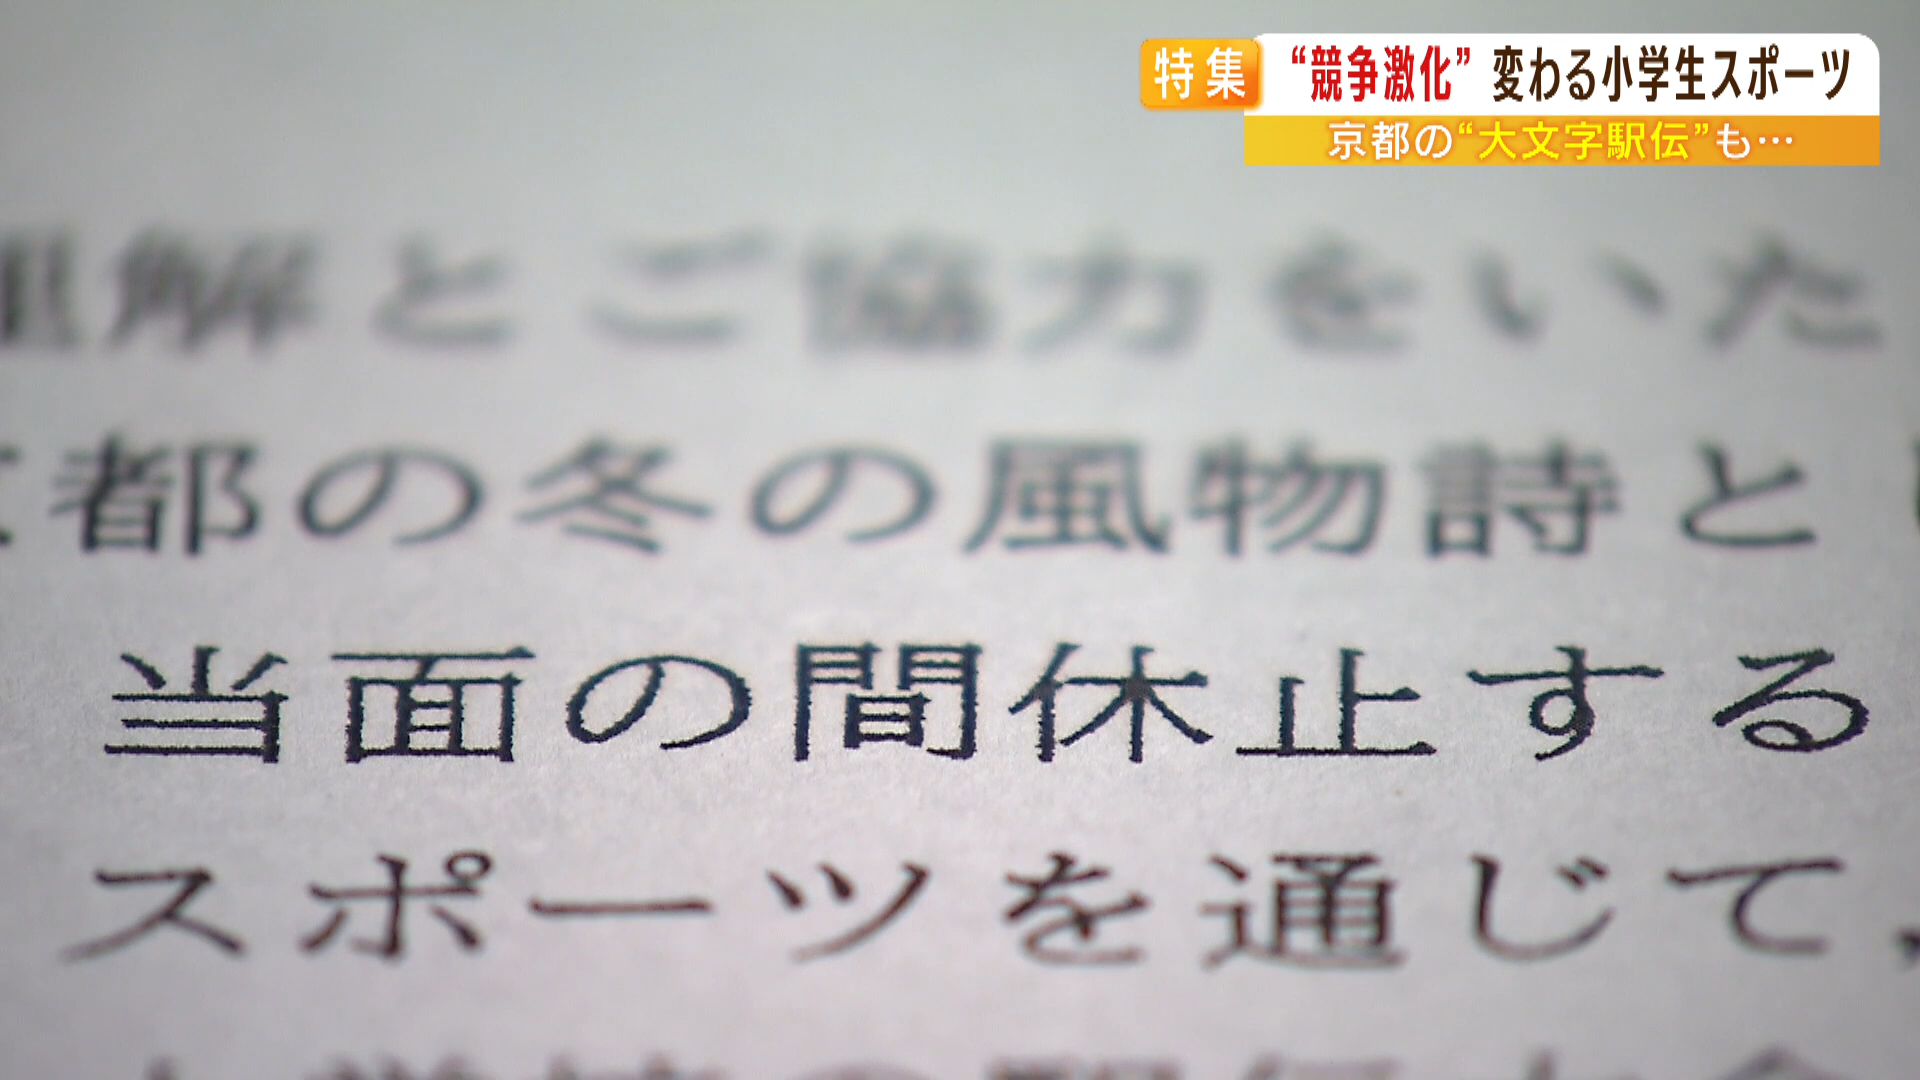 特集
“競争激化” 変わる小学生スポーツ
京都の“大文字駅伝”も…
解とご協力をいた
都の冬の風物詩と
当面の間休止する
スポーツを通じて、